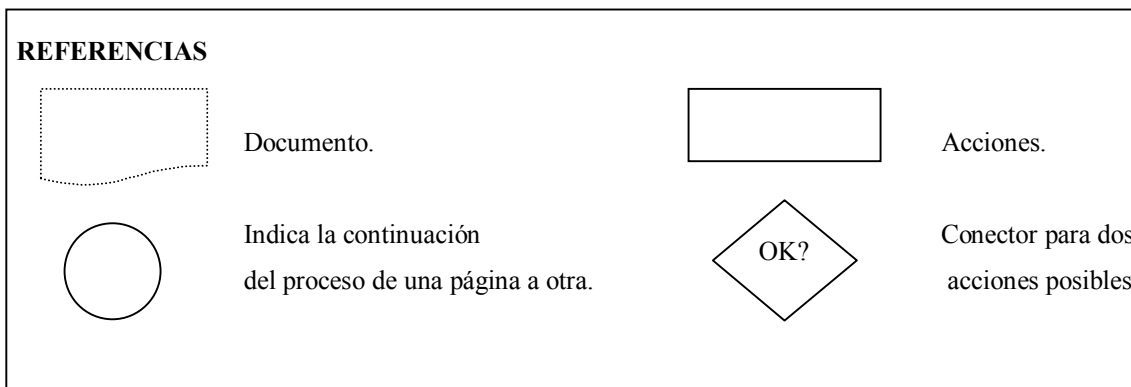 REFERENCIAS
Documento.
Acciones.
Indica la continuación
del proceso de una página a otra.
OK?
Conector para dos
acciones posibles